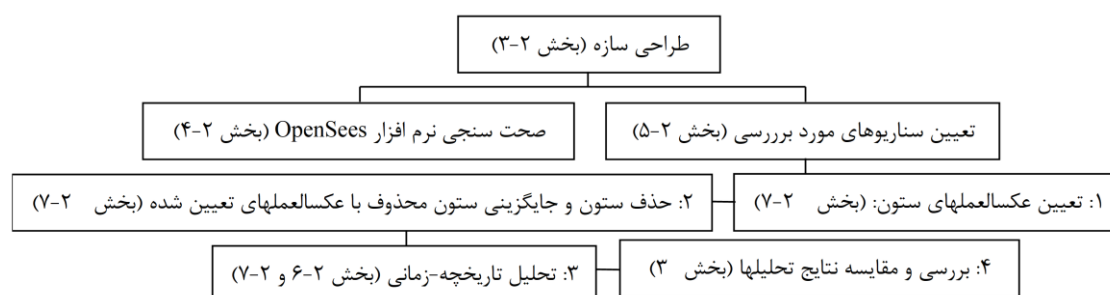 طراحی سازه (بخش ۲-۳)
تعیین سناریوهای مورد بررررسی (بخش ۲-۵)
صحت سنجی نرم افزار OpenSees (بخش ۲-۴)
۱: تعیین عکسالعملهای ستون: (بخش ۲-۷)
۲: حذف ستون و جایگزینی ستون محذوف با عکسالعملهای تعیین شده (بخش ۲-۷)
۴: بررسی و مقایسه نتایج تحلیلها (بخش ۳)
۳: تحلیل تاریخچه-زمانی (بخش ۲-۶ و ۲-۷)